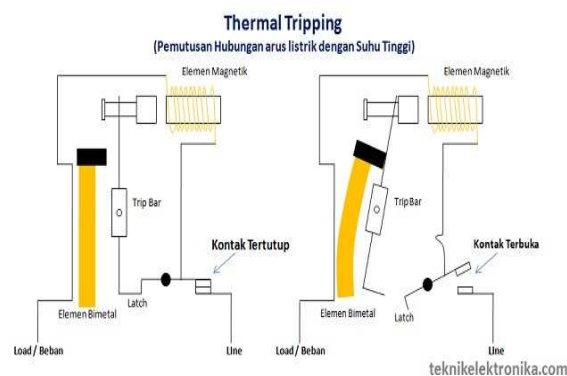 Thermal Tripping
(Pemutusan Hubungan arus listrik dengan Suhu Tinggi)
Elemen Magnetik
Trip Bar
Kontak Tertutup
Latch
Elemen Bimetal
Load / Beban
LIne
Elemen Magnetik
Trip Bar
Kontak Terbuka
Elemen Bimetal
Latch
Load / Beban
LIne
teknikelektronika.com